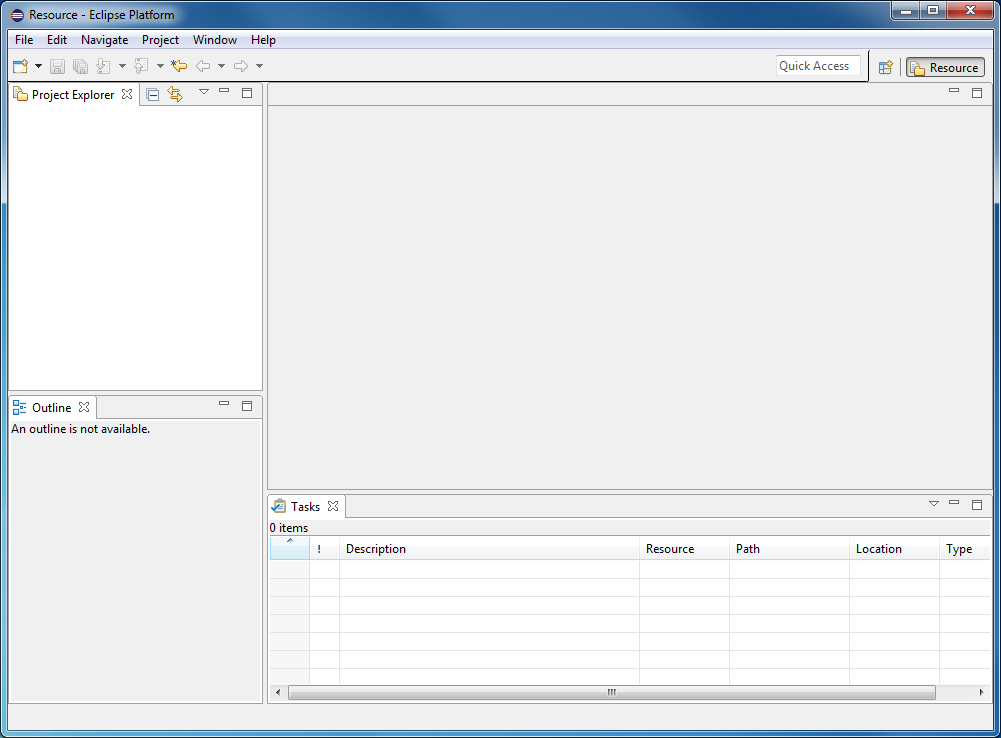 Resource - Eclipse Platform
File Edit Navigate Project Window Help
Quick Access Resource
Project Explorer
Outline
An outline is not available.
Tasks
0 items
! Description Resource Path Location Type